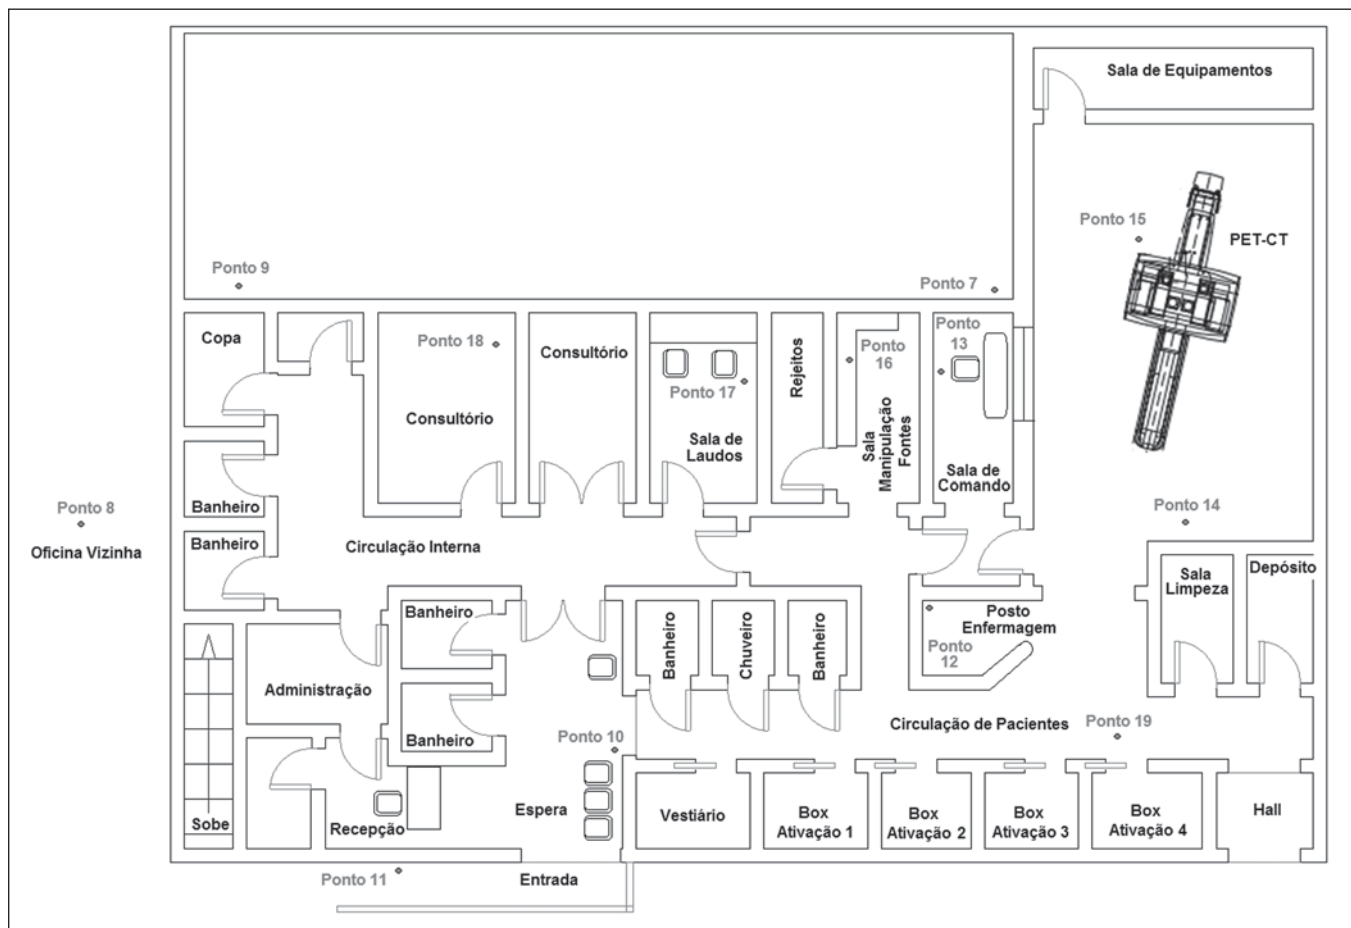 Sala de Equipamentos
Ponto 15
PET-CT
Ponto 9
Ponto 7
Copa
Ponto 18
Consultório
Consultório
Ponto 17
Sala de
Laudos
Rejeitos
Ponto
16
Sala
Manipulação
Fontes
Ponto
13
Sala de
Comando
Banheiro
Ponto 8
Oficina Vizinha
Banheiro
Circulação Interna
Ponto 14
Sala
Limpeza
Depósito
Banheiro
Banheiro
Chuveiro
Banheiro
Posto
Enfermagem
Ponto
12
Administração
Banheiro
Ponto 10
Circulação de Pacientes
Ponto 19
Sobe
Recepção
Espera
Vestiário
Box
Ativação 1
Box
Ativação 2
Box
Ativação 3
Box
Ativação 4
Hall
Ponto 11
Entrada